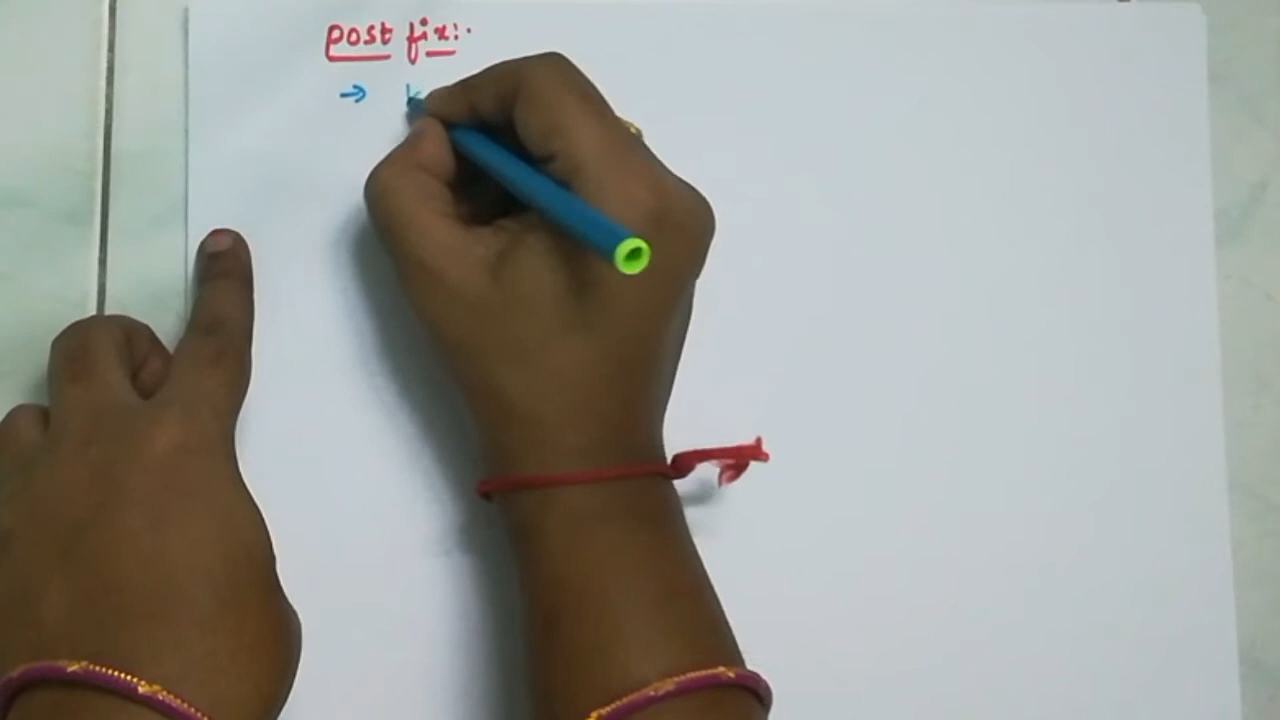 post fix:-
→